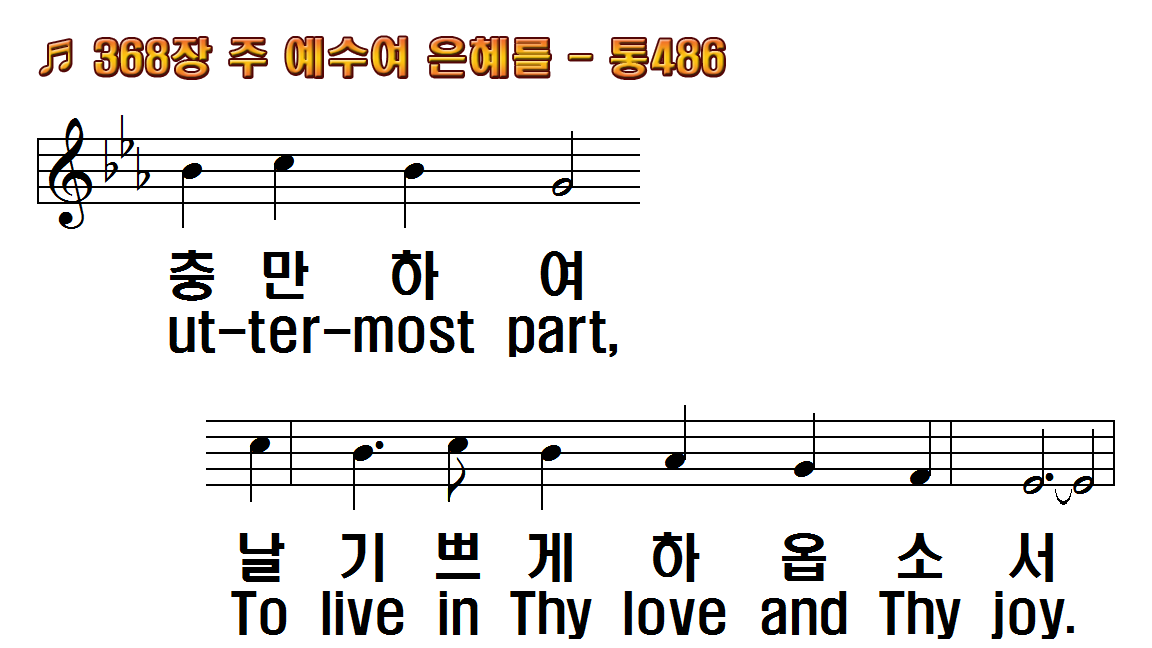 368장 주 예수여 은혜를 - 통486
충 만 하 여
ut-ter-most part,
날 기 쁘 게 하 옵 소 서
To live in Thy love and Thy joy.